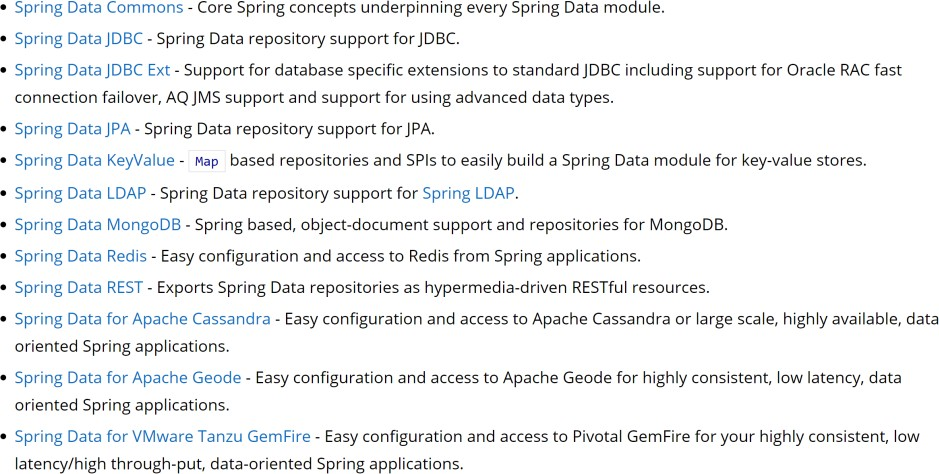 • Spring Data Commons - Core Spring concepts underpinning every Spring Data module.
• Spring Data JDBC - Spring Data repository support for JDBC.
• Spring Data JDBC Ext - Support for database specific extensions to standard JDBC including support for Oracle RAC fast
connection failover, AQ JMS support and support for using advanced data types.
• Spring Data JPA - Spring Data repository support for JPA.
• Spring Data KeyValue - Map based repositories and SPIs to easily build a Spring Data module for key-value stores.
• Spring Data LDAP - Spring Data repository support for Spring LDAP.
• Spring Data MongoDB - Spring based, object-document support and repositories for MongoDB.
• Spring Data Redis - Easy configuration and access to Redis from Spring applications.
• Spring Data REST - Exports Spring Data repositories as hypermedia-driven RESTful resources.
• Spring Data for Apache Cassandra - Easy configuration and access to Apache Cassandra or large scale, highly available, data
oriented Spring applications.
• Spring Data for Apache Geode - Easy configuration and access to Apache Geode for highly consistent, low latency, data
oriented Spring applications.
• Spring Data for VMware Tanzu GemFire - Easy configuration and access to Pivotal GemFire for your highly consistent, low
latency/high through-put, data-oriented Spring applications.